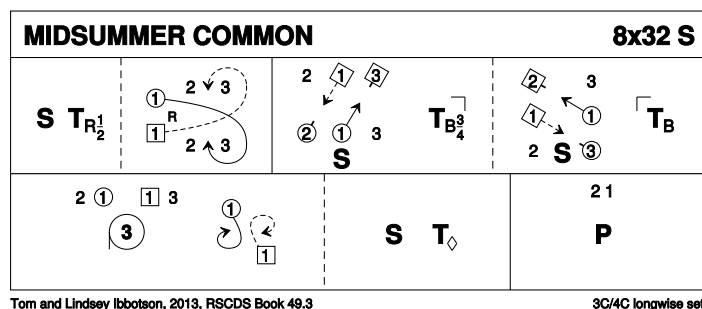 MIDSUMMER COMMON 8x32 S
S T R 1/2
2 3
1
R
1
2 3
2 1 3
2 1 3
S
T B 3/4
2 3
1 1
2 S 3
T B
2 1 1 3
3
1
1
S T ◊
2 1
P
Tom and Lindsey Ibbotson, 2013, RSCDS Book 49.3 3C/4C longwise set